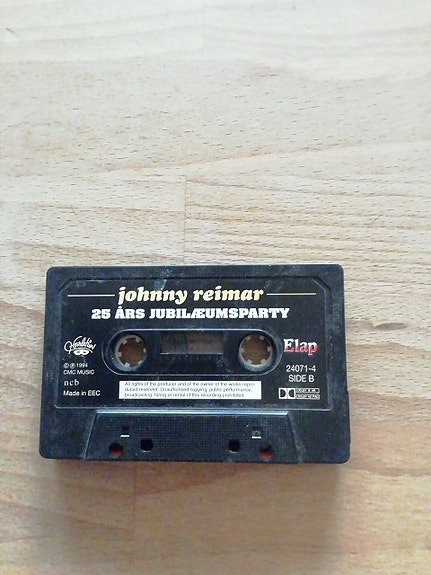 johnny reimar
25 ÅRS JUBILÆUMSPARTY
Elap
© ℗ 1994
CMC MUSIC
ncb
Made in EEC
All rights of the producer and of the owner of the works repro-
duced reserved. Unauthorised copying, public performance,
broadcasting, hiring or rental of this recording prohibited.
24071-4
SIDE B